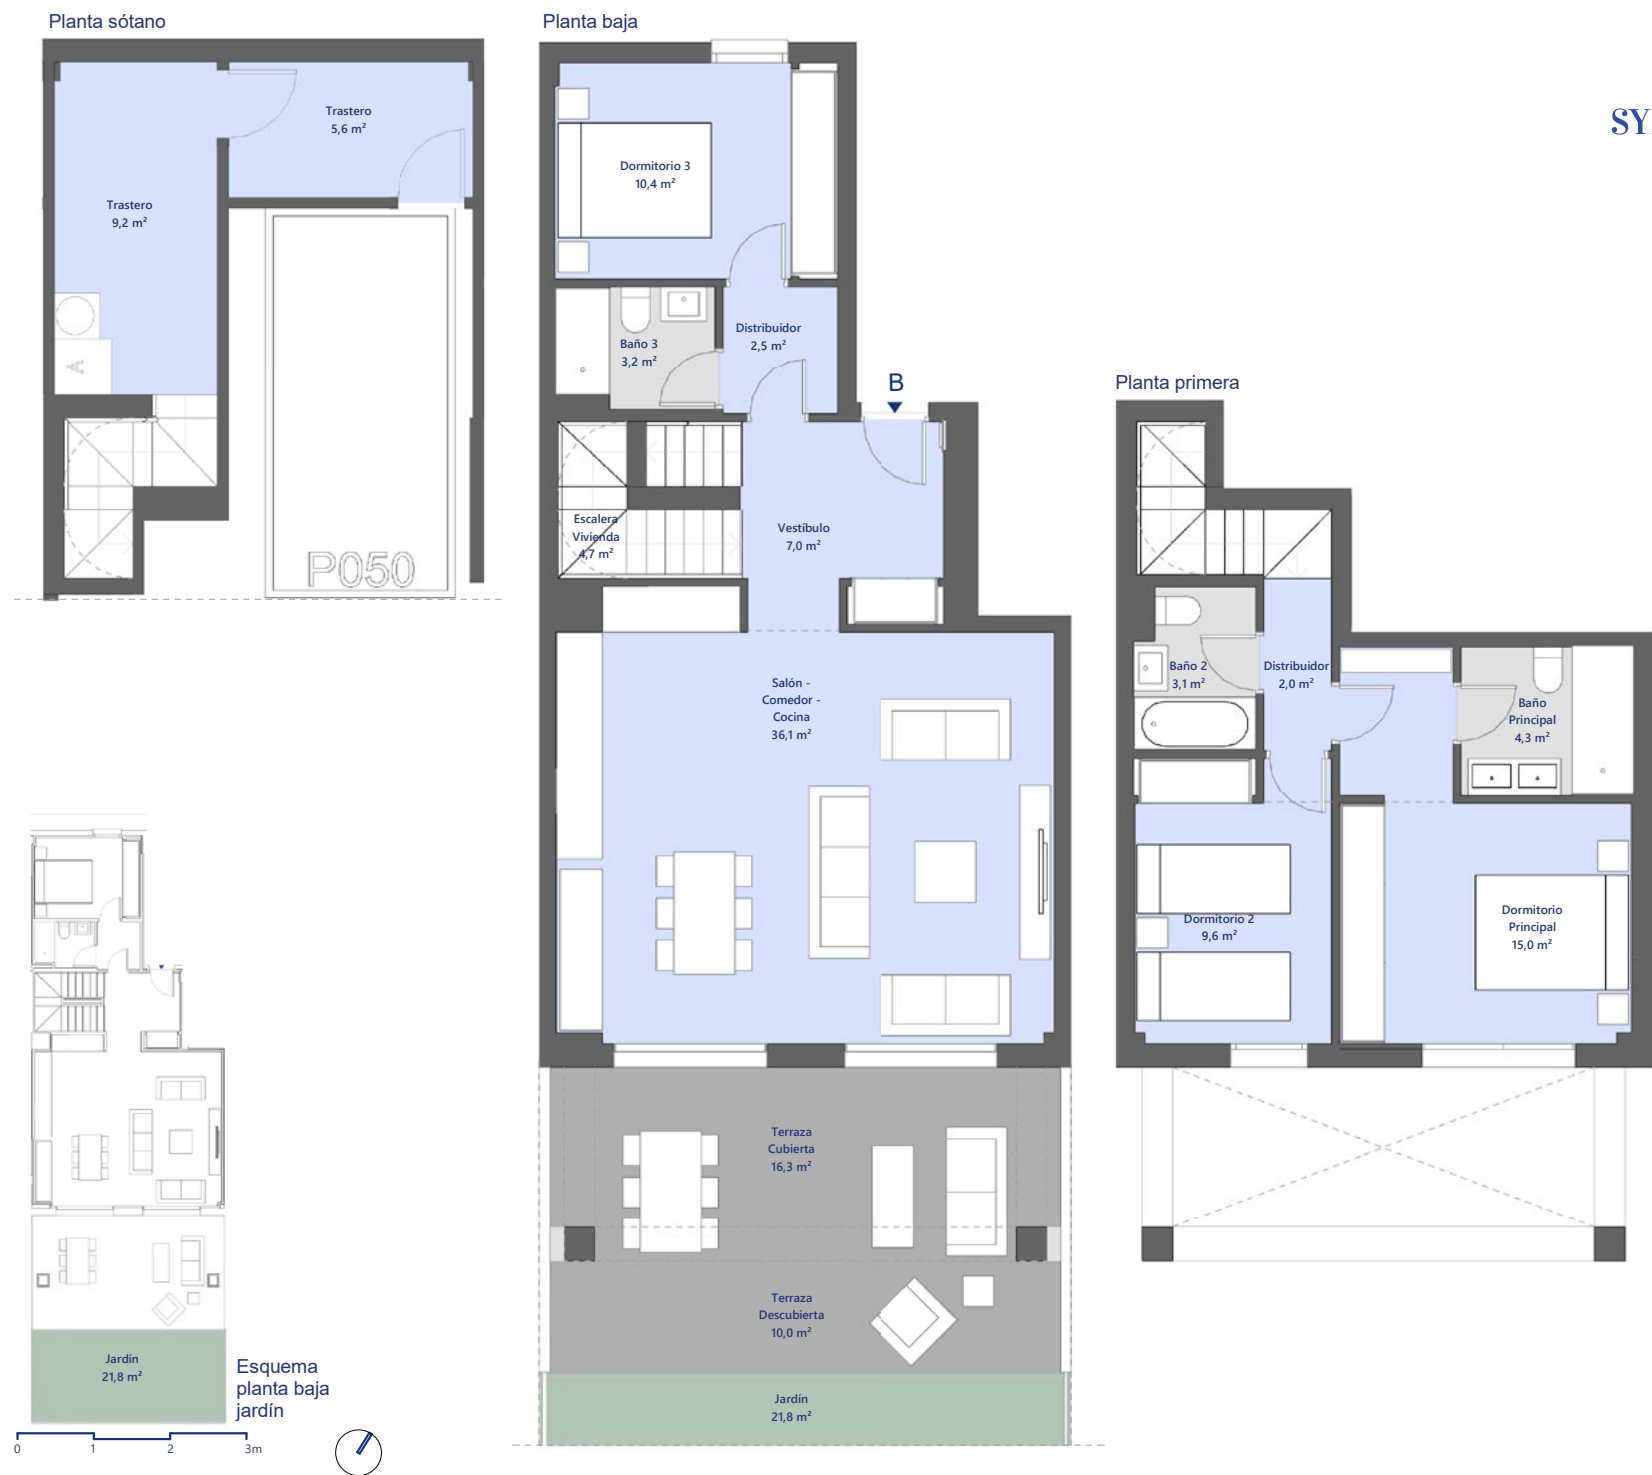 Planta sótano
Trastero
5,6 m²
Trastero
9,2 m²
A
P050
Planta baja
Dormitorio 3
10,4 m²
Distribuidor
2,5 m²
Baño 3
3,2 m²
B
Escalera
Vivienda
4,7 m²
Vestíbulo
7,0 m²
Salón -
Comedor -
Cocina
36,1 m²
Terraza
Cubierta
16,3 m²
Terraza
Descubierta
10,0 m²
Jardín
21,8 m²
SY
Planta primera
Baño 2
3,1 m²
Distribuidor
2,0 m²
Baño
Principal
4,3 m²
Dormitorio 2
9,6 m²
Dormitorio
Principal
15,0 m²
Jardín
21,8 m²
Esquema
planta baja
jardín
0 1 2 3m